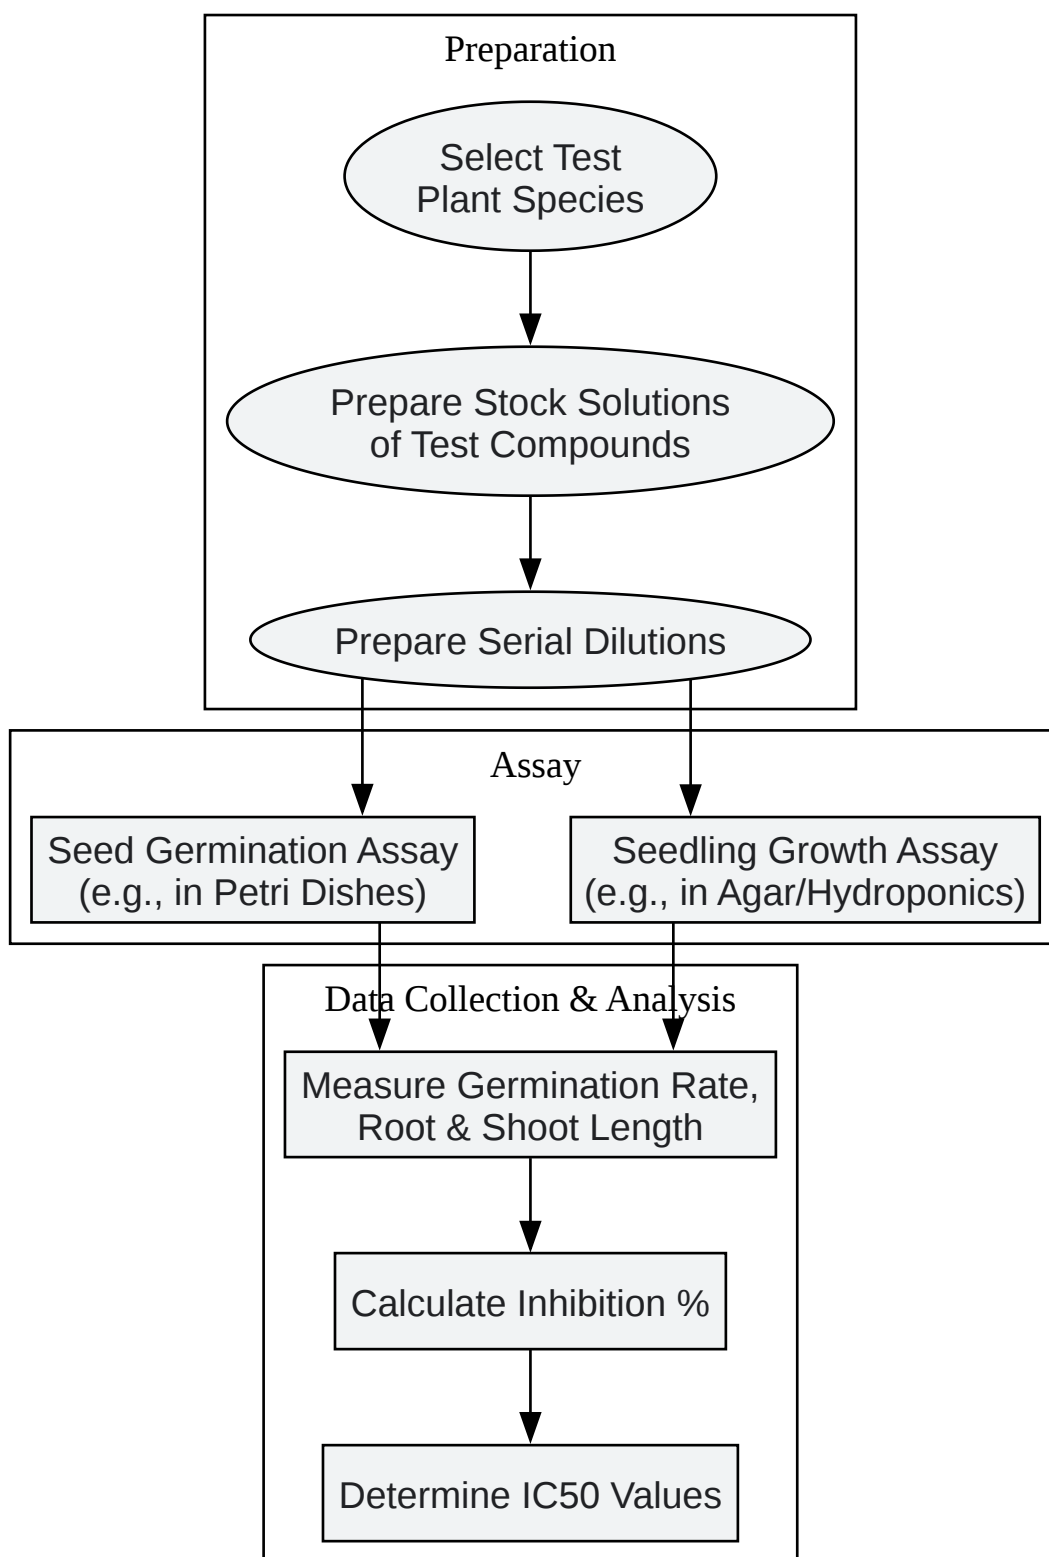 Preparation
Select Test
Plant Species
Prepare Stock Solutions
of Test Compounds
Prepare Serial Dilutions
Assay
Seed Germination Assay
(e.g., in Petri Dishes)
Seedling Growth Assay
(e.g., in Agar/Hydroponics)
Data Collection & Analysis
Measure Germination Rate,
Root & Shoot Length
Calculate Inhibition %
Determine IC50 Values